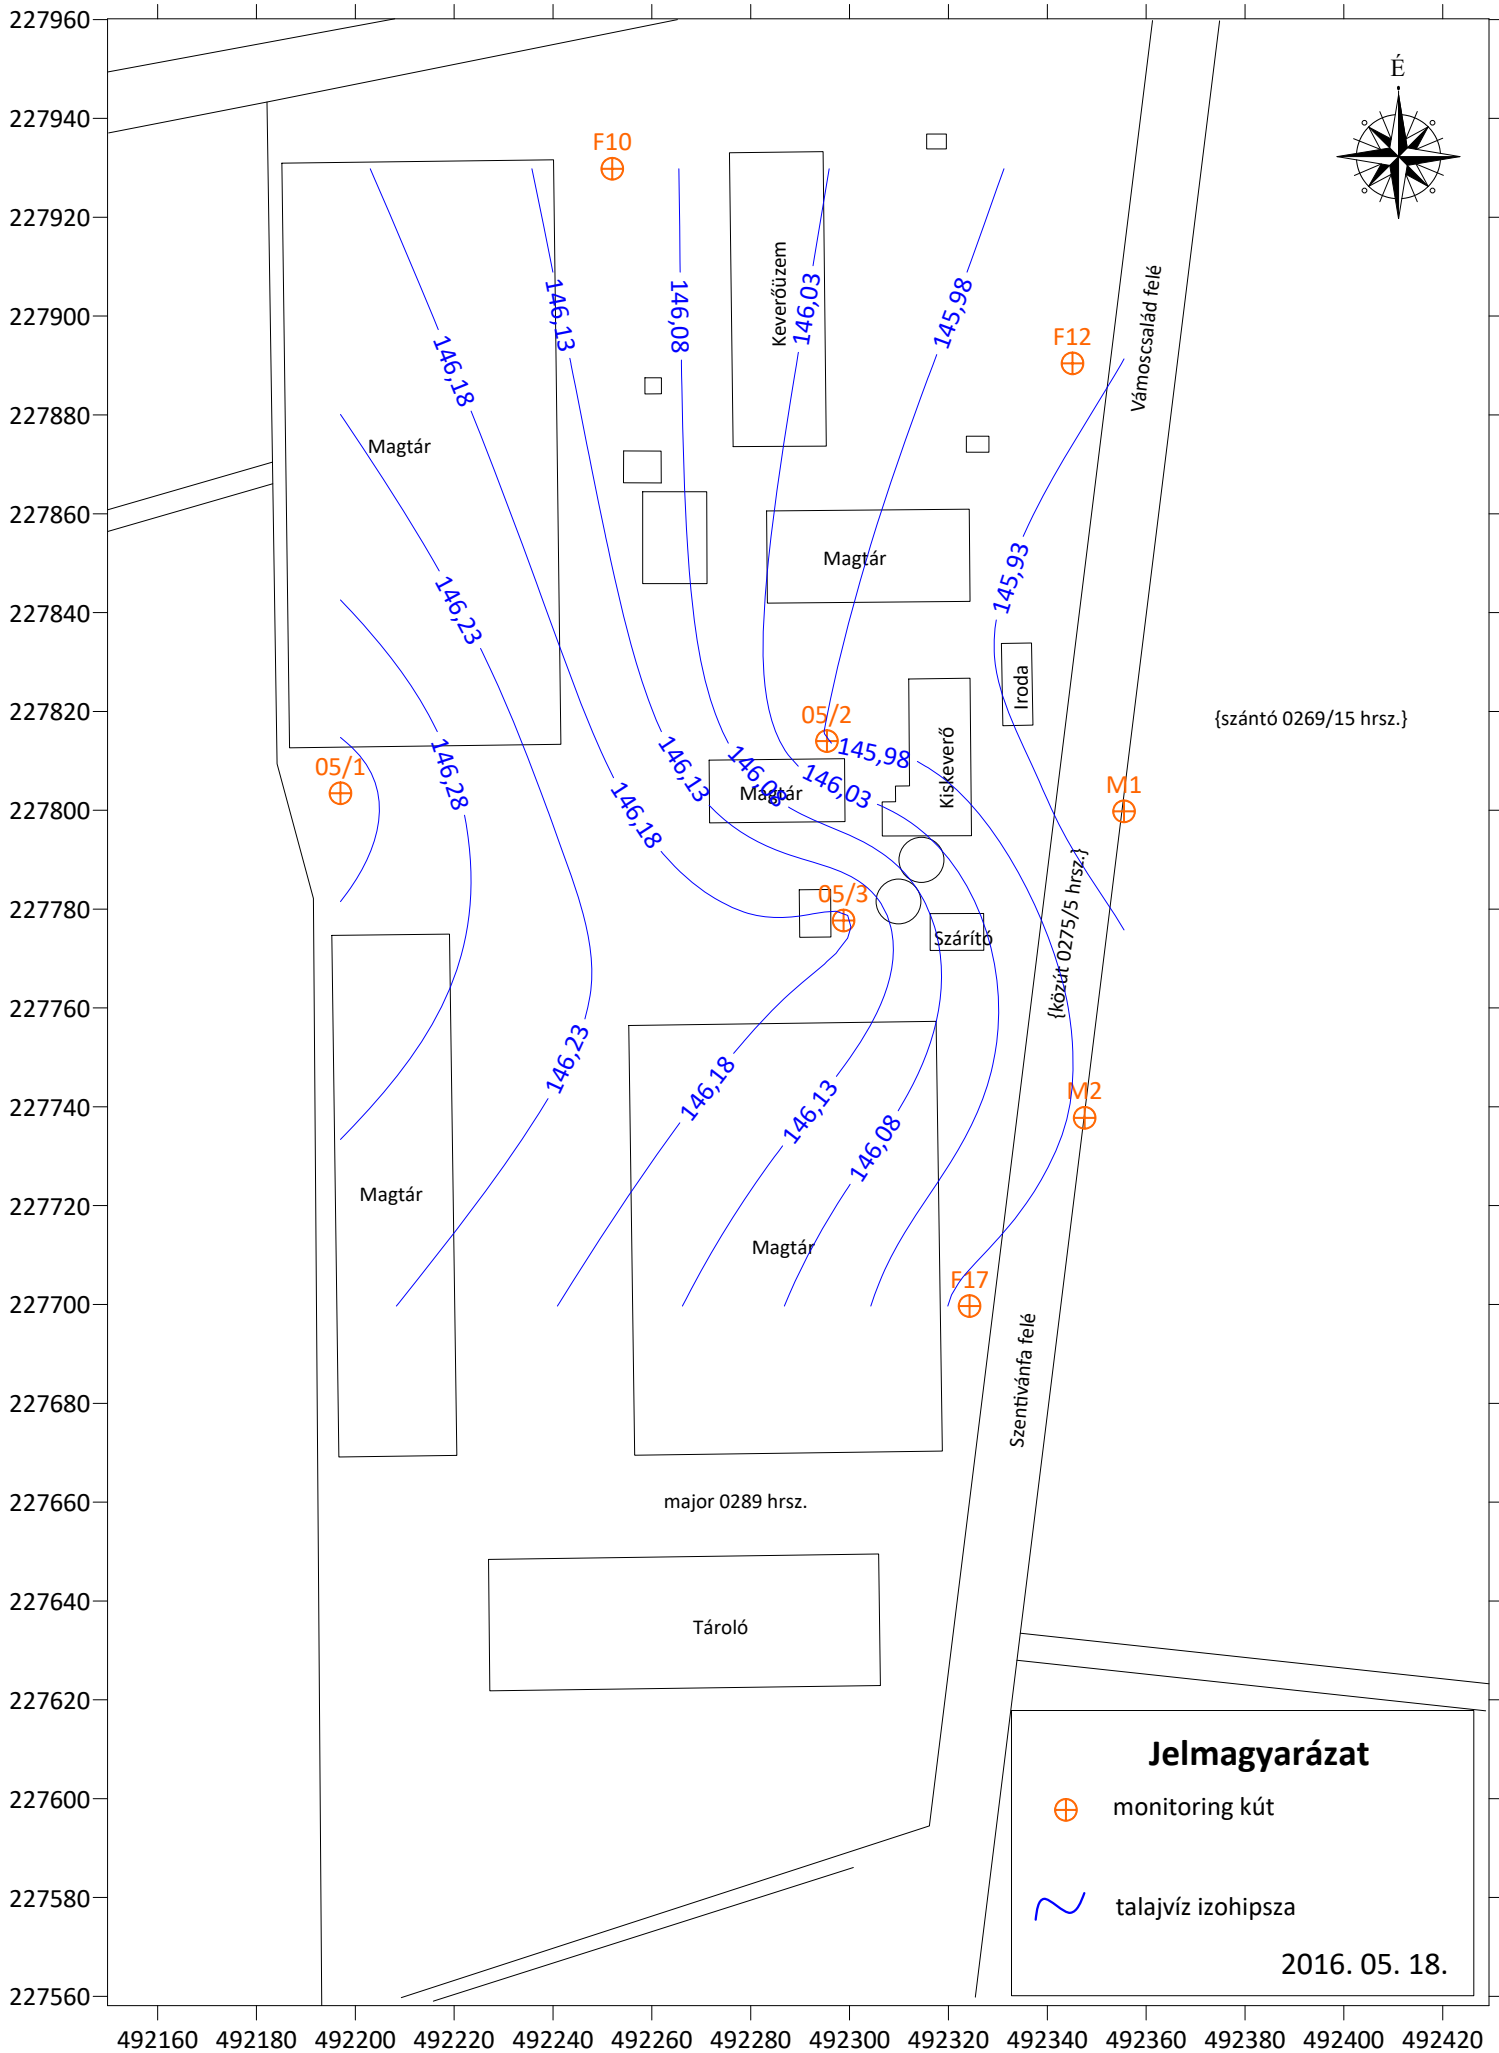 227960
227940
227920
227900
227880
227860
227840
227820
227800
227780
227760
227740
227720
227700
227680
227660
227640
227620
227600
227580
227560
É
F10
Keverőüzem
146,13
146,08
146,03
145,98
Vámoscsalád felé
F12
146,18
Magtár
Magtár
145,93
146,23
Iroda
05/2
{szántó 0269/15 hrsz.}
145,98
Kiskeverő
05/1
146,28
146,13
146,08
Magtár
146,03
M1
146,18
05/3
{közút 0275/5 hrsz.}
Szárító
146,23
146,18
146,13
146,08
M2
Magtár
Magtár
F17
Szentivánfa felé
major 0289 hrsz.
Tároló
Jelmagyarázat
monitoring kút
talajvíz izohipsza
2016. 05. 18.
492160 492180 492200 492220 492240 492260 492280 492300 492320 492340 492360 492380 492400 492420